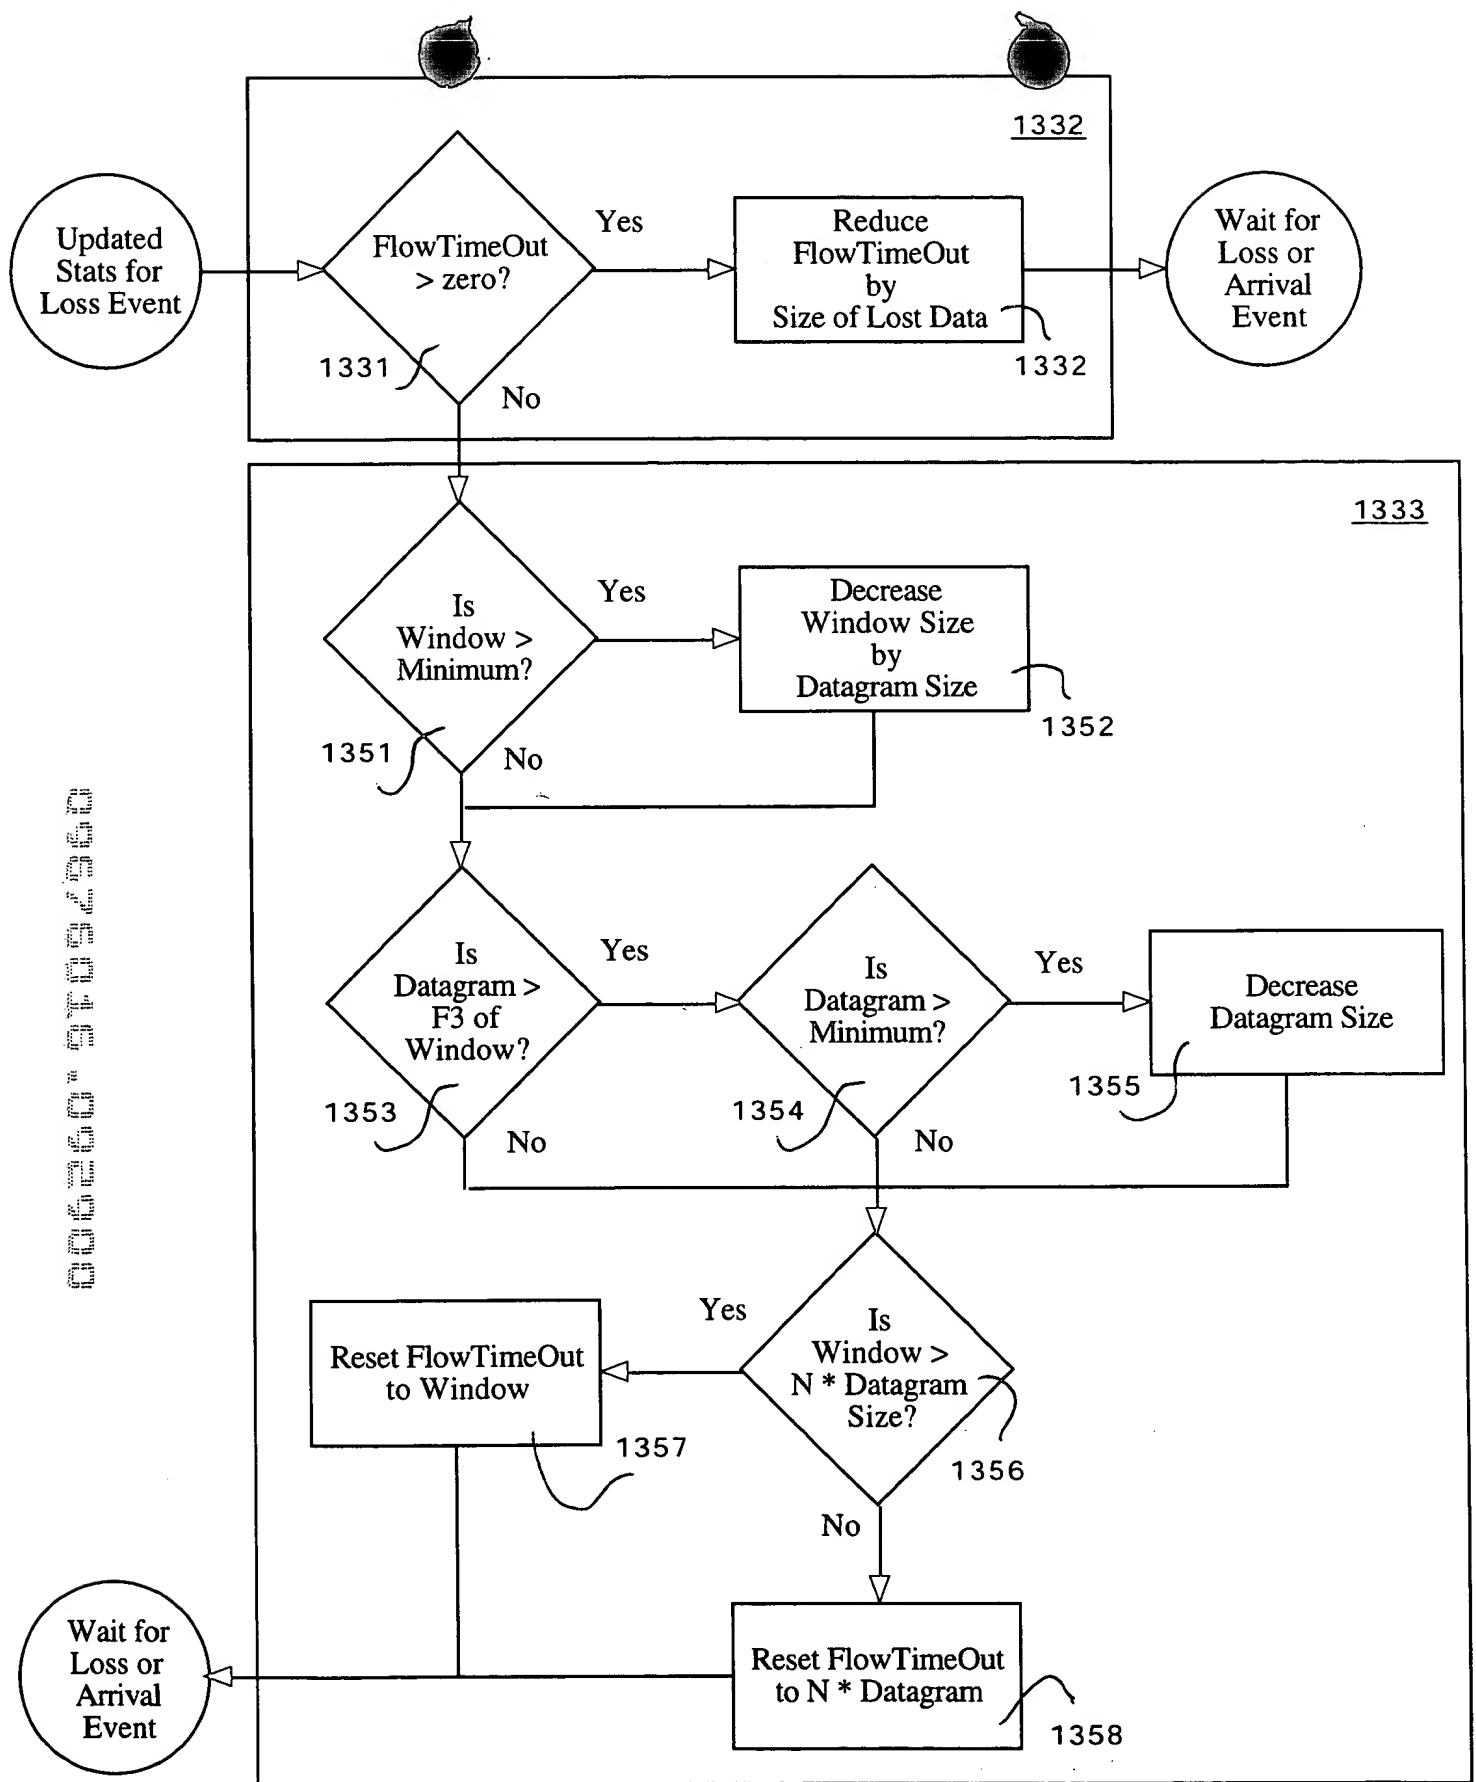 1332
Updated
Stats for
Loss Event
FlowTimeOut
> zero?
Yes
Reduce
FlowTimeOut
by
Size of Lost Data
Wait for
Loss or
Arrival
Event
1331
1332
No
1333
Is
Window >
Minimum?
Yes
Decrease
Window Size
by
Datagram Size
1351
1352
No
Is
Datagram >
F3 of
Window?
Yes
Is
Datagram >
Minimum?
Yes
Decrease
Datagram Size
1353
1354
1355
No
No
Is
Window >
N * Datagram
Size?
Yes
Reset FlowTimeOut
to Window
1357
1356
No
Wait for
Loss or
Arrival
Event
Reset FlowTimeOut
to N * Datagram
1358